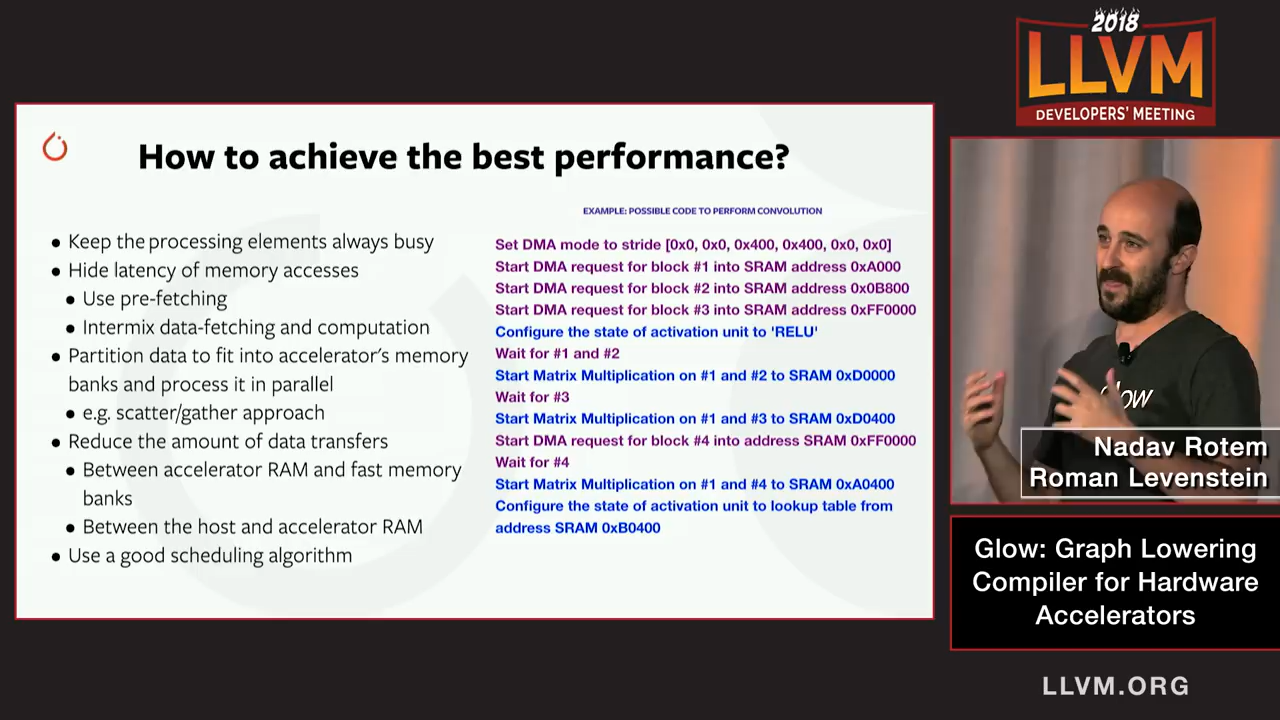 2018
LLVM
DEVELOPERS' MEETING
How to achieve the best performance?
● Keep the processing elements always busy
● Hide latency of memory accesses
● Use pre-fetching
● Intermix data-fetching and computation
● Partition data to fit into accelerator's memory
banks and process it in parallel
● e.g. scatter/gather approach
● Reduce the amount of data transfers
● Between accelerator RAM and fast memory
banks
● Between the host and accelerator RAM
● Use a good scheduling algorithm
EXAMPLE: POSSIBLE CODE TO PERFORM CONVOLUTION
Set DMA mode to stride [0x0, 0x0, 0x400, 0x400, 0x0, 0x0]
Start DMA request for block #1 into SRAM address 0xA000
Start DMA request for block #2 into SRAM address 0x0B800
Start DMA request for block #3 into SRAM address 0xFF0000
Configure the state of activation unit to 'RELU'
Wait for #1 and #2
Start Matrix Multiplication on #1 and #2 to SRAM 0xD0000
Wait for #3
Start Matrix Multiplication on #1 and #3 to SRAM 0xD0400
Start DMA request for block #4 into address SRAM 0xFF0000
Wait for #4
Start Matrix Multiplication on #1 and #4 to SRAM 0xA0400
Configure the state of activation unit to lookup table from
address SRAM 0xB0400
Nadav Rotem
Roman Levenstein
Glow: Graph Lowering
Compiler for Hardware
Accelerators
LLVM.ORG